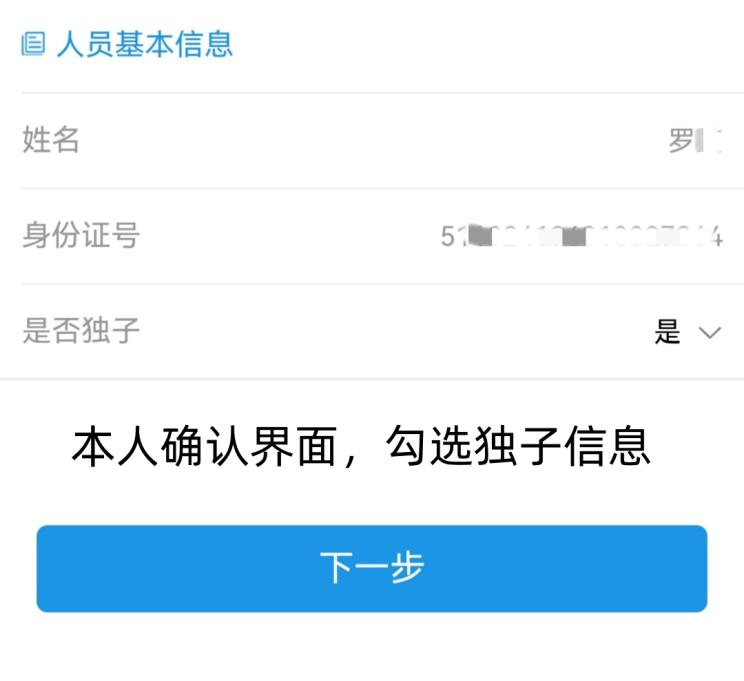 人员基本信息
姓名 罗
身份证号
是否独子 是
本人确认界面，勾选独子信息
下一步